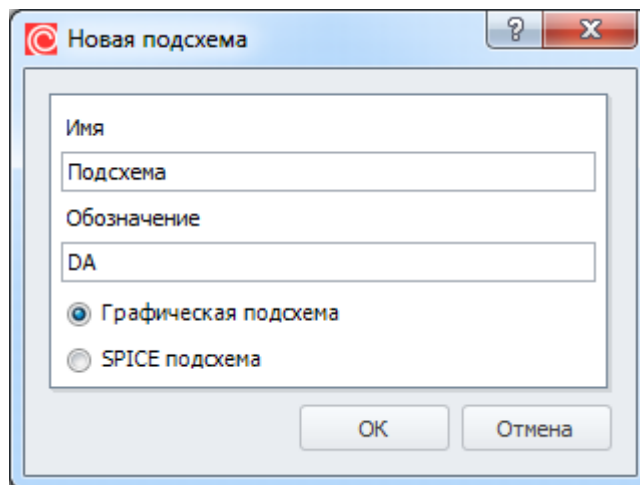 Новая подсхема
?
Имя
Подсхема
Обозначение
DA
Графическая подсхема
SPICE подсхема
OK
Отмена